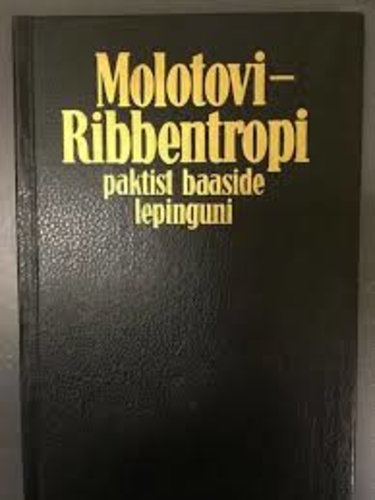 Molotovi–
Ribbentropi
paktist baaside
lepinguni